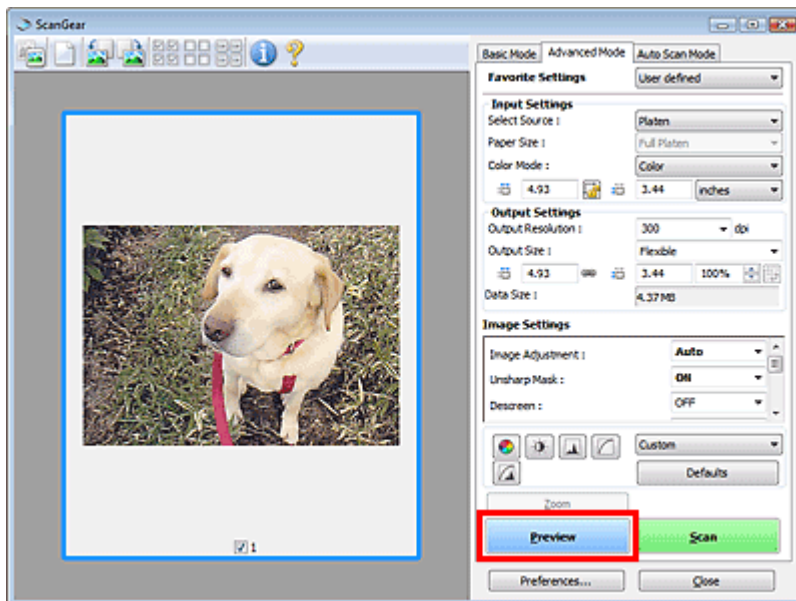 ScanGear
Basic Mode Advanced Mode Auto Scan Mode
Favorite Settings User defined
Input Settings
Select Source : Platen
Paper Size : Full Platen
Color Mode : Color
4.93 3.44 inches
Output Settings
Output Resolution : 300 dpi
Output Size : Flexible
4.93 3.44 100%
Data Size : 4.37 MB
Image Settings
Image Adjustment : Auto
Unsharp Mask : ON
Descreen : OFF
Custom
Defaults
Zoom
Preview Scan
Preferences... Close
1